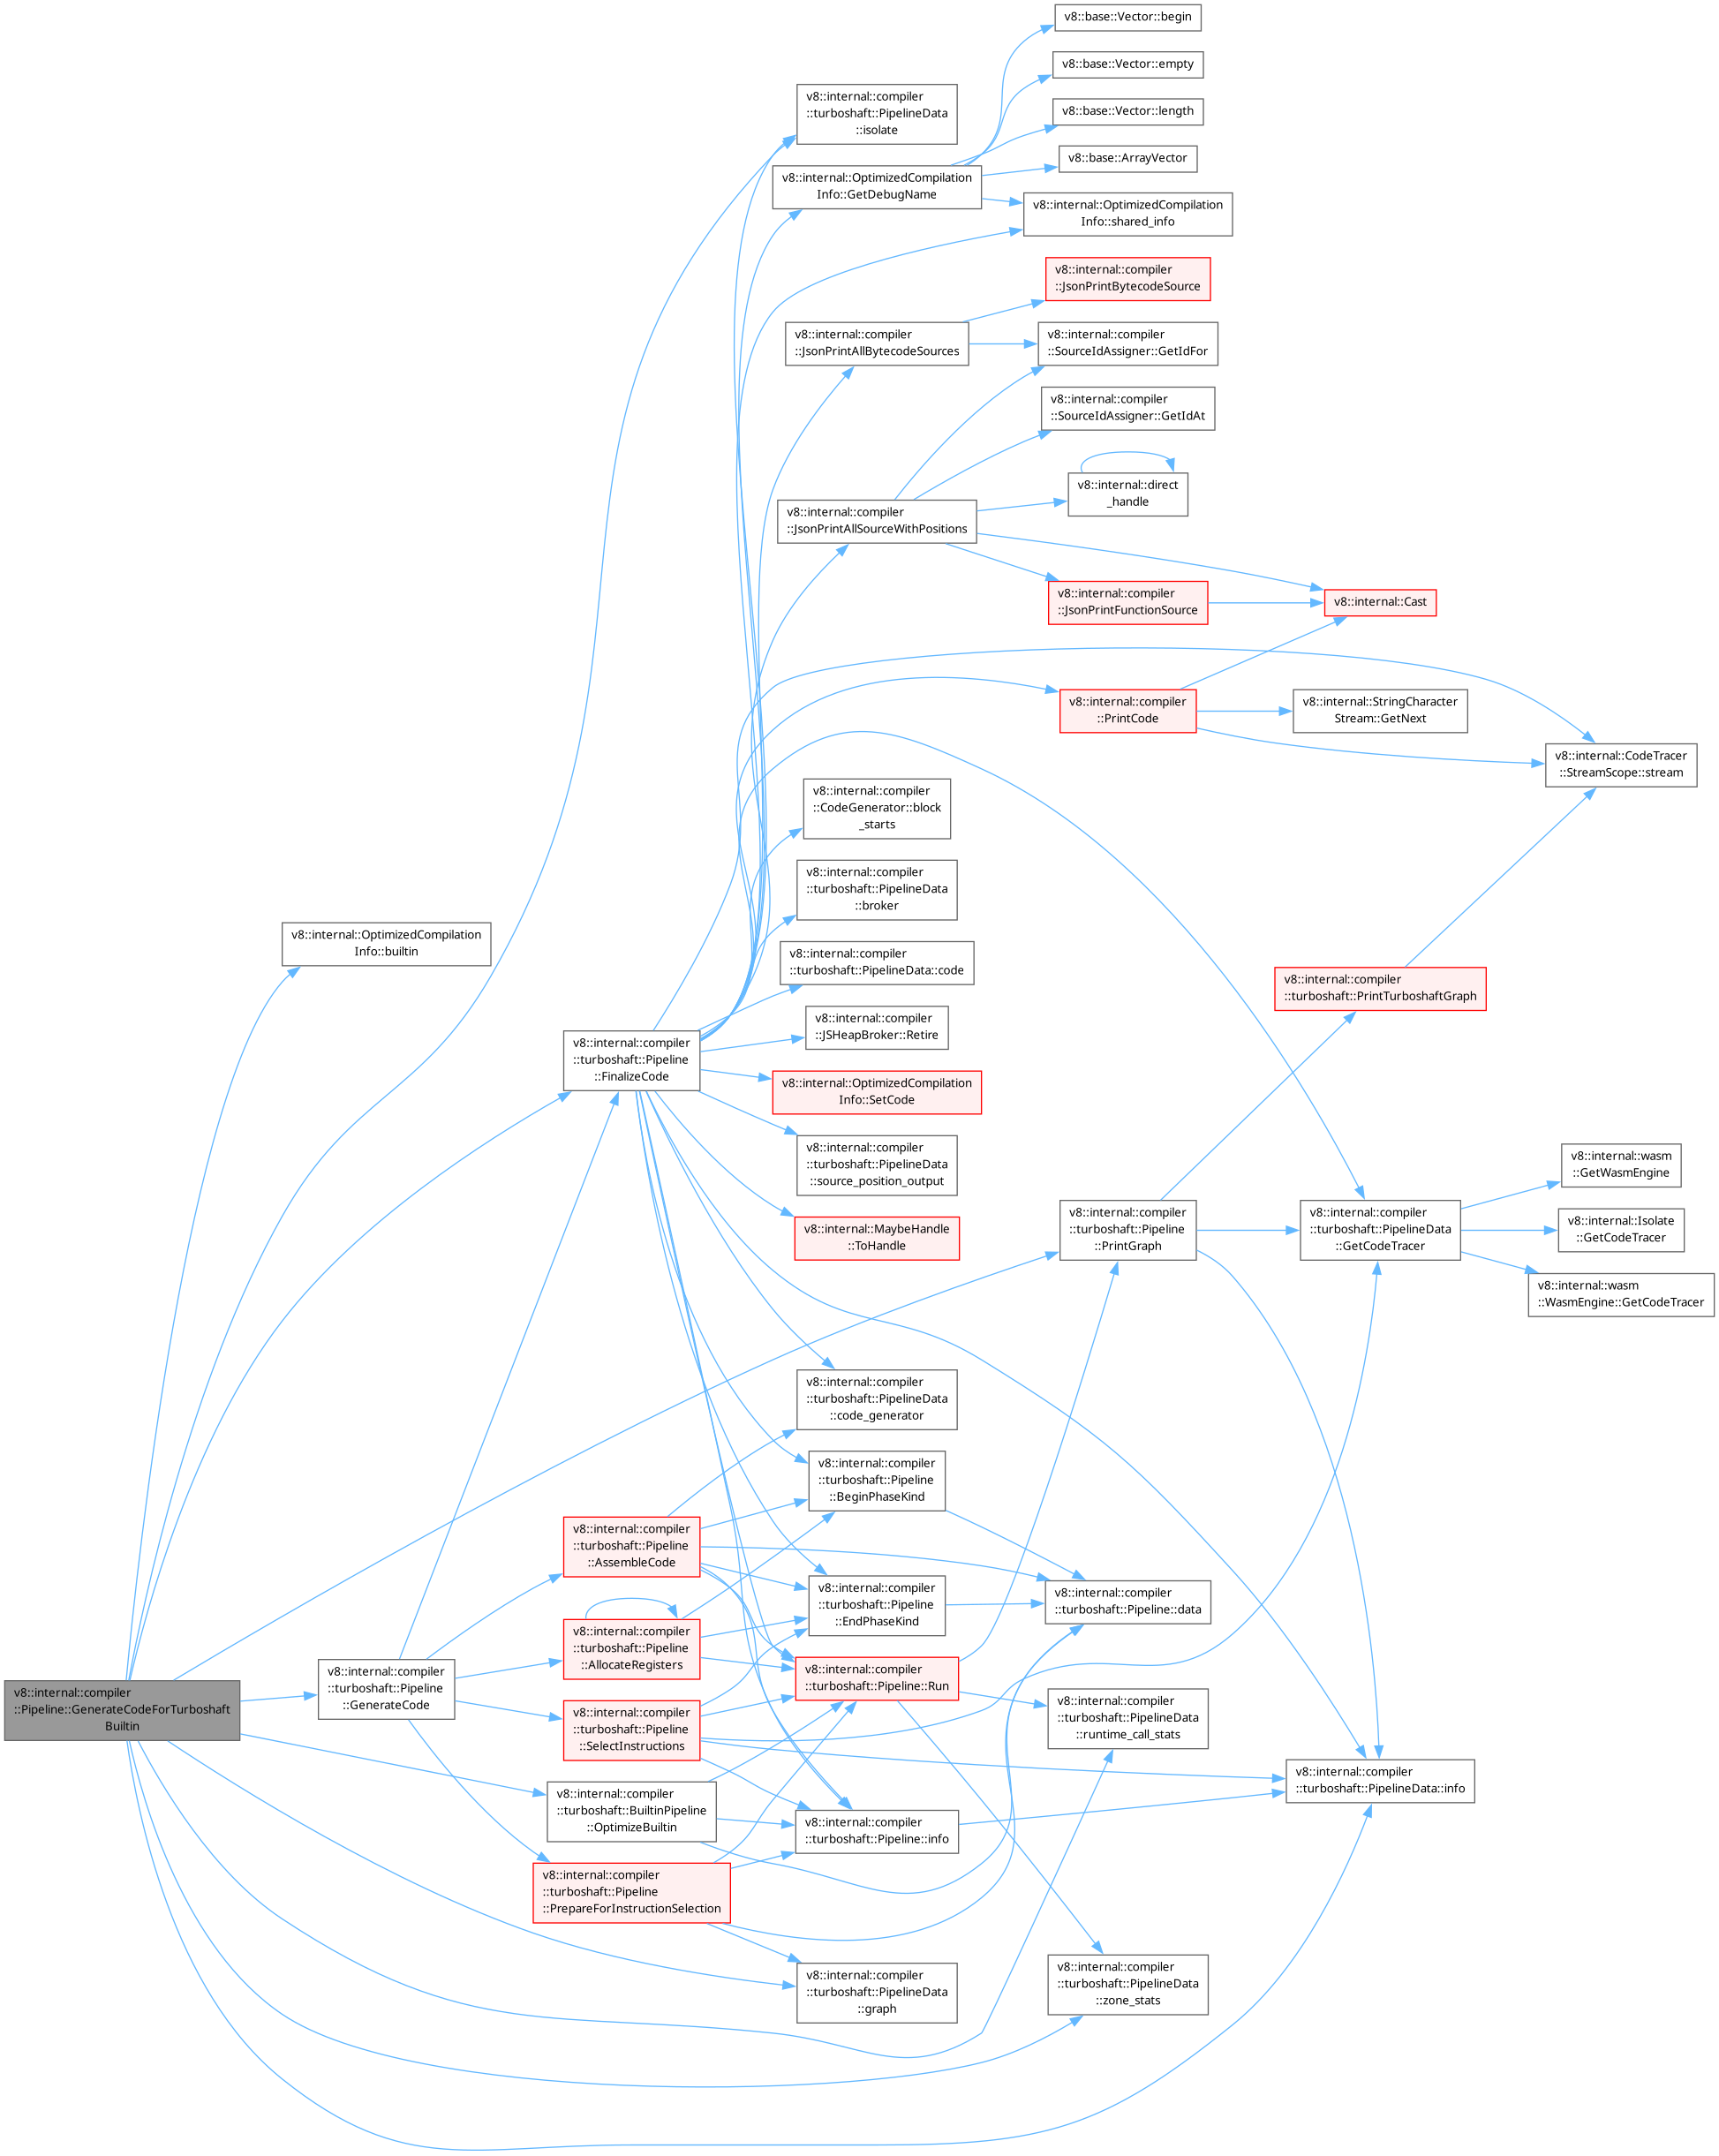 v8::base::Vector::begin
v8::base::Vector::empty
v8::internal::compiler
::turboshaft::PipelineData
::isolate
v8::base::Vector::length
v8::base::ArrayVector
v8::internal::OptimizedCompilation
Info::GetDebugName
v8::internal::OptimizedCompilation
Info::shared_info
v8::internal::compiler
::JsonPrintBytecodeSource
v8::internal::compiler
::JsonPrintAllBytecodeSources
v8::internal::compiler
::SourceIdAssigner::GetIdFor
v8::internal::compiler
::SourceIdAssigner::GetIdAt
v8::internal::direct
_handle
v8::internal::compiler
::JsonPrintAllSourceWithPositions
v8::internal::compiler
::JsonPrintFunctionSource
v8::internal::Cast
v8::internal::compiler
::PrintCode
v8::internal::StringCharacter
Stream::GetNext
v8::internal::CodeTracer
::StreamScope::stream
v8::internal::compiler
::CodeGenerator::block
_starts
v8::internal::compiler
::turboshaft::PipelineData
::broker
v8::internal::OptimizedCompilation
Info::builtin
v8::internal::compiler
::turboshaft::PipelineData::code
v8::internal::compiler
::turboshaft::PrintTurboshaftGraph
v8::internal::compiler
::JSHeapBroker::Retire
v8::internal::compiler
::turboshaft::Pipeline
::FinalizeCode
v8::internal::OptimizedCompilation
Info::SetCode
v8::internal::compiler
::turboshaft::PipelineData
::source_position_output
v8::internal::wasm
::GetWasmEngine
v8::internal::MaybeHandle
::ToHandle
v8::internal::compiler
::turboshaft::Pipeline
::PrintGraph
v8::internal::compiler
::turboshaft::PipelineData
::GetCodeTracer
v8::internal::Isolate
::GetCodeTracer
v8::internal::wasm
::WasmEngine::GetCodeTracer
v8::internal::compiler
::turboshaft::PipelineData
::code_generator
v8::internal::compiler
::turboshaft::Pipeline
::BeginPhaseKind
v8::internal::compiler
::turboshaft::Pipeline
::AssembleCode
v8::internal::compiler
::turboshaft::Pipeline
::EndPhaseKind
v8::internal::compiler
::turboshaft::Pipeline::data
v8::internal::compiler
::turboshaft::Pipeline
::AllocateRegisters
v8::internal::compiler
::Pipeline::GenerateCodeForTurboshaft
Builtin
v8::internal::compiler
::turboshaft::Pipeline
::GenerateCode
v8::internal::compiler
::turboshaft::Pipeline::Run
v8::internal::compiler
::turboshaft::PipelineData
::runtime_call_stats
v8::internal::compiler
::turboshaft::Pipeline
::SelectInstructions
v8::internal::compiler
::turboshaft::PipelineData::info
v8::internal::compiler
::turboshaft::BuiltinPipeline
::OptimizeBuiltin
v8::internal::compiler
::turboshaft::Pipeline::info
v8::internal::compiler
::turboshaft::Pipeline
::PrepareForInstructionSelection
v8::internal::compiler
::turboshaft::PipelineData
::graph
v8::internal::compiler
::turboshaft::PipelineData
::zone_stats